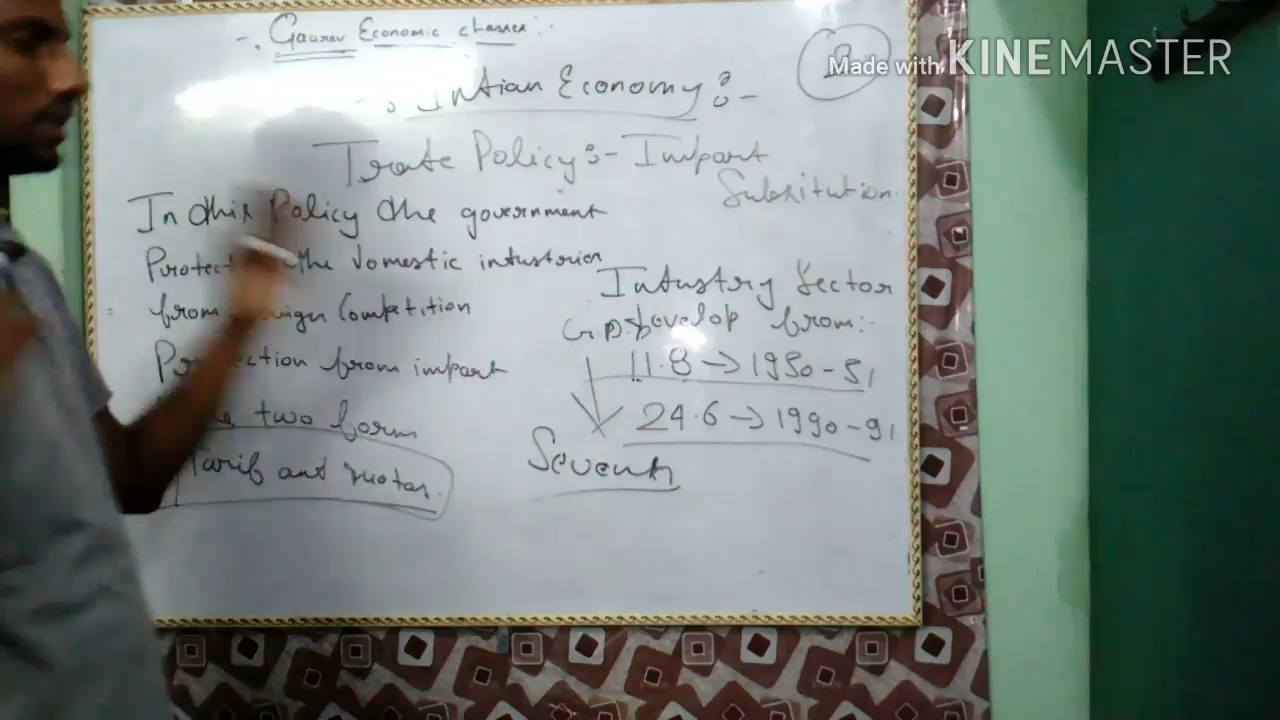 Gaurav Economic classes:-
Made with KINEMASTER
Indian Economy:-
Trade Policy:- Import
Substitution.
In this Policy the government
Protect the domestic industries
from Competition
Protection from import
two form
Tarif and quotas.
Industry Sector
GDP Develop from:-
11.8 → 1950-51
24.6 → 1990-91
Seventh